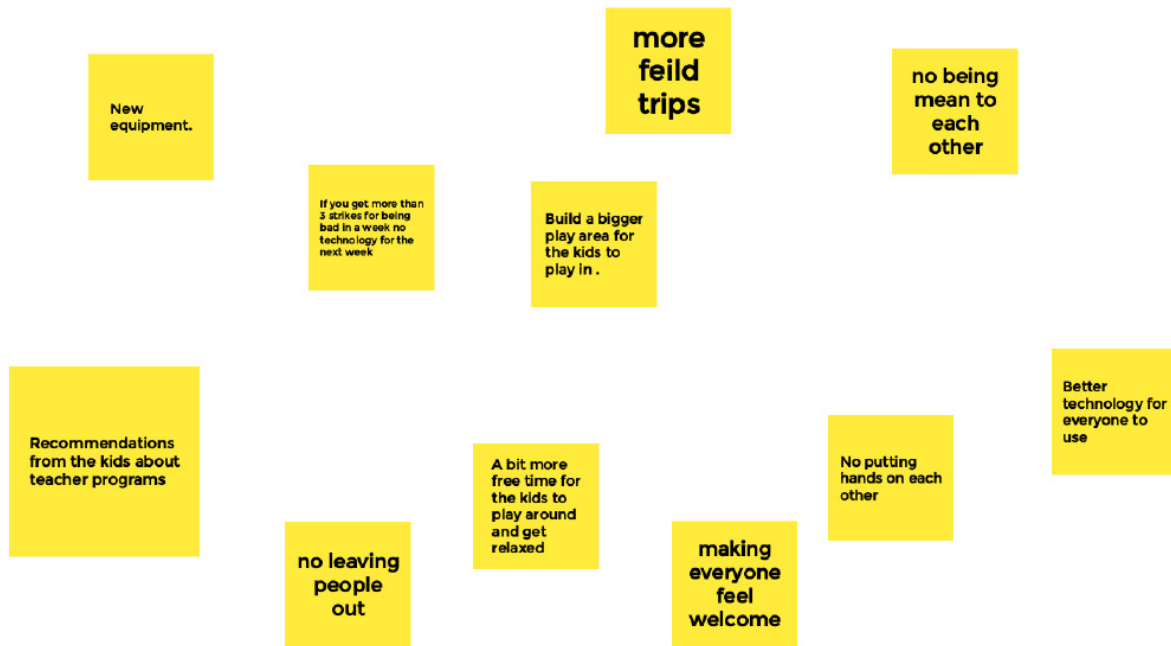 New
equipment.
If you get more than
3 strikes for being
bad in a week no
technology for the
next week
more
feild
trips
Build a bigger
play area for
the kids to
play in .
no being
mean to
each
other
Recommendations
from the kids about
teacher programs
no leaving
people
out
A bit more
free time for
the kids to
play around
and get
relaxed
making
everyone
feel
welcome
No putting
hands on each
other
Better
technology for
everyone to
use